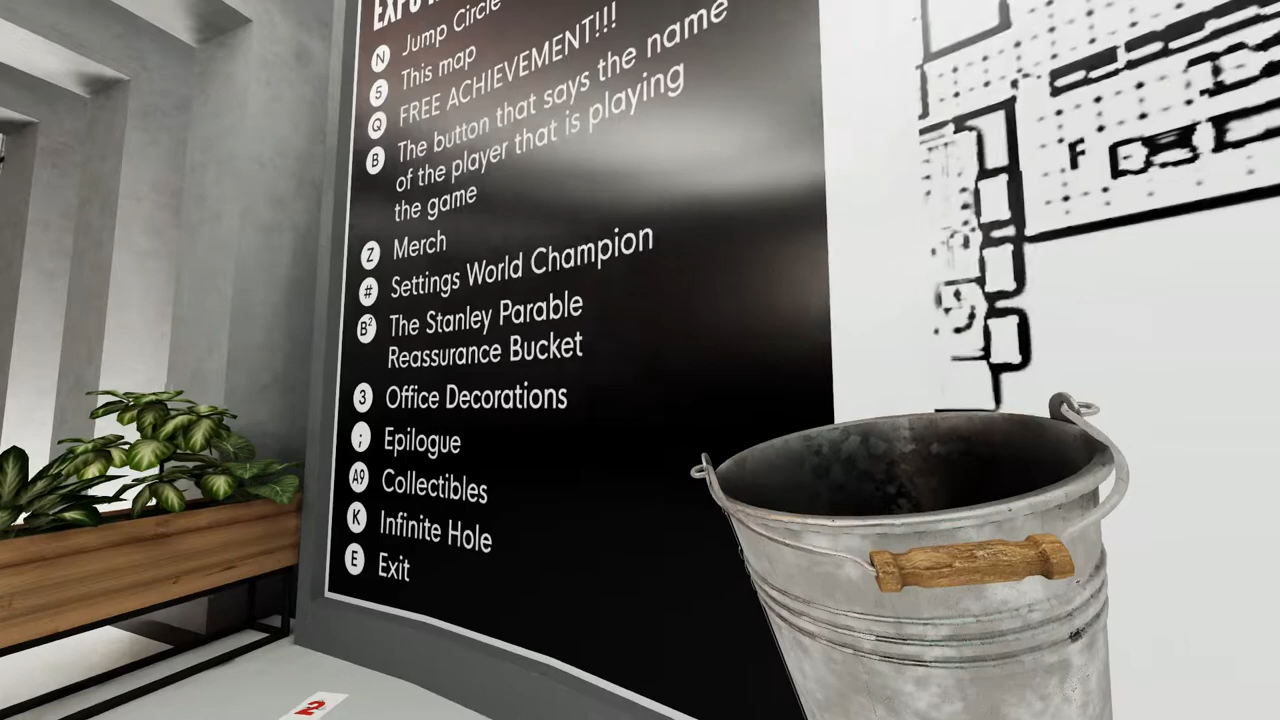 EXPO
N Jump Circle
5 This map
Q FREE ACHIEVEMENT!!!
B The button that says the name
of the player that is playing
the game
Z Merch
# Settings World Champion
B² The Stanley Parable
Reassurance Bucket
3 Office Decorations
; Epilogue
A9 Collectibles
K Infinite Hole
E Exit
F
2